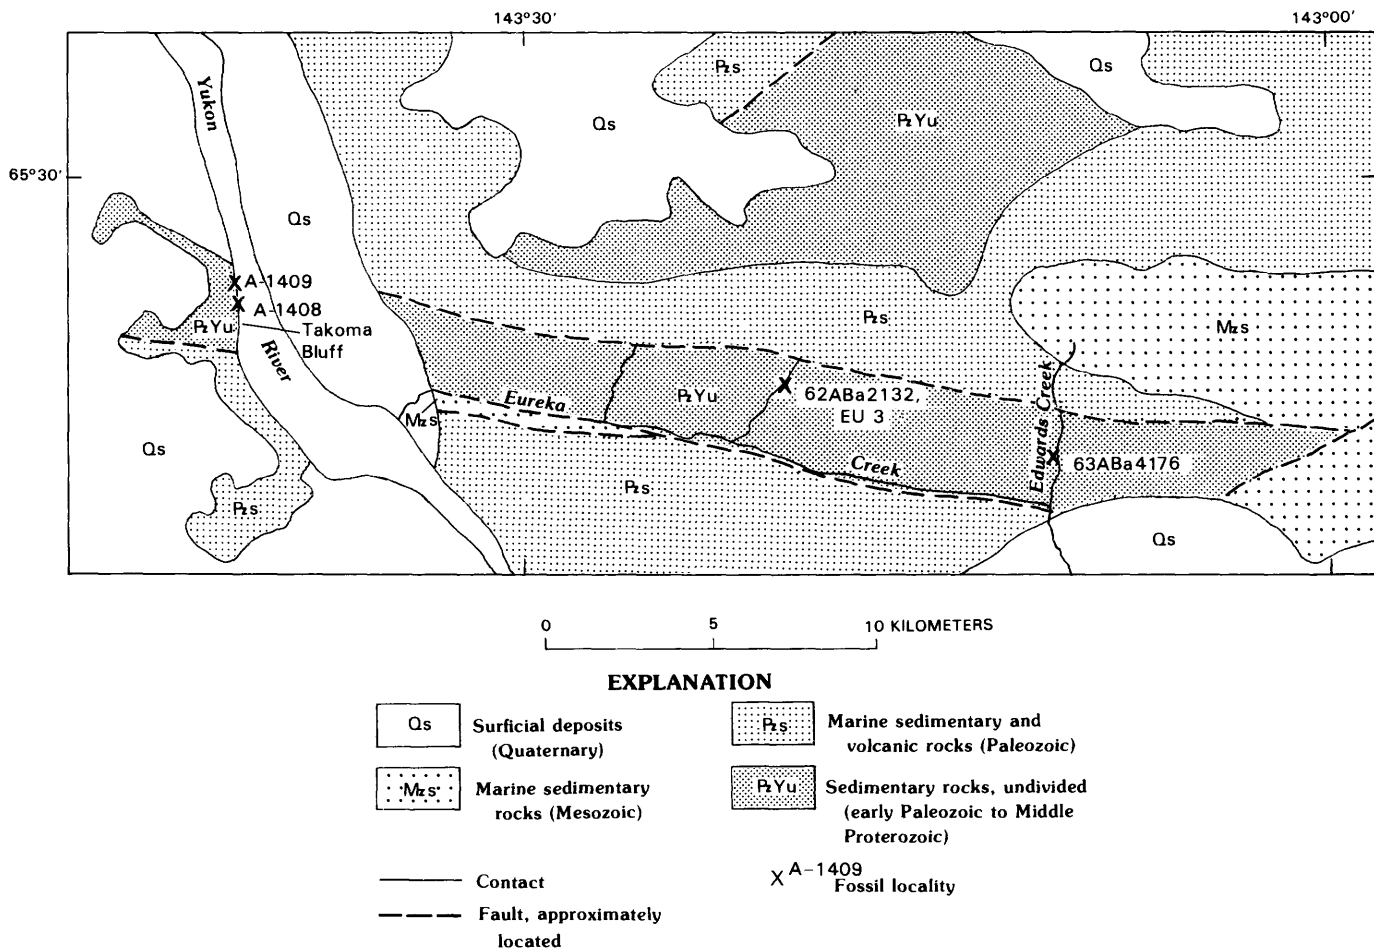 143°30'
143°00'
65°30'
Yukon
River
Qs
Qs
Pzs
PzYu
Qs
A-1409
A-1408
PzYu
Takoma
Bluff
Pzs
Mzs
Eureka
Creek
PzYu
62ABa2132,
EU 3
Edwards Creek
63ABa4176
Mzs
Qs
Pzs
Pzs
Qs
0 5 10 KILOMETERS
EXPLANATION
Qs
Surficial deposits
(Quaternary)
Mzs
Marine sedimentary
rocks (Mesozoic)
Pzs
Marine sedimentary and
volcanic rocks (Paleozoic)
PzYu
Sedimentary rocks, undivided
(early Paleozoic to Middle
Proterozoic)
Contact
Fault, approximately
located
X A-1409
Fossil locality